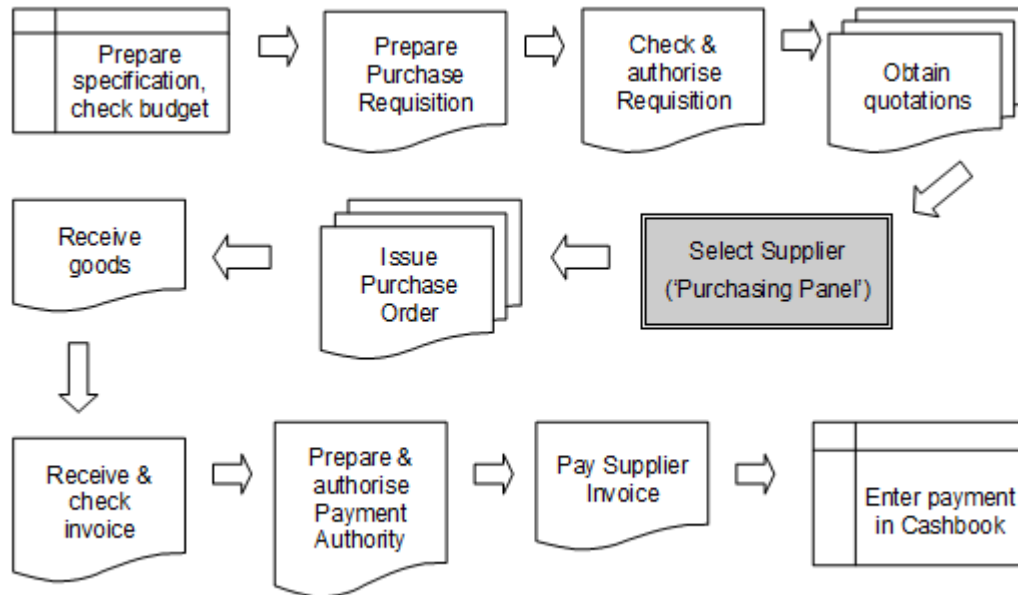 Prepare
specification,
check budget
Prepare
Purchase
Requisition
Check &
authorise
Requisition
Obtain
quotations
Select Supplier
(‘Purchasing Panel’)
Issue
Purchase
Order
Receive
goods
Receive &
check
invoice
Prepare &
authorise
Payment
Authority
Pay Supplier
Invoice
Enter payment
in Cashbook